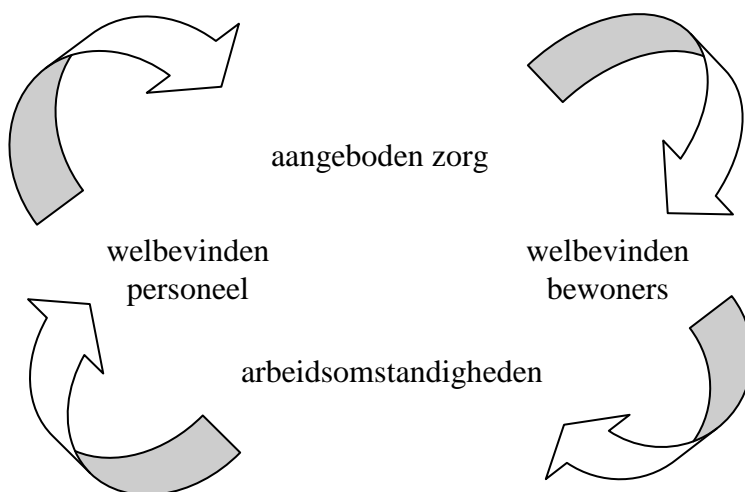 aangeboden zorg
welbevinden
personeel
welbevinden
bewoners
arbeidsomstandigheden